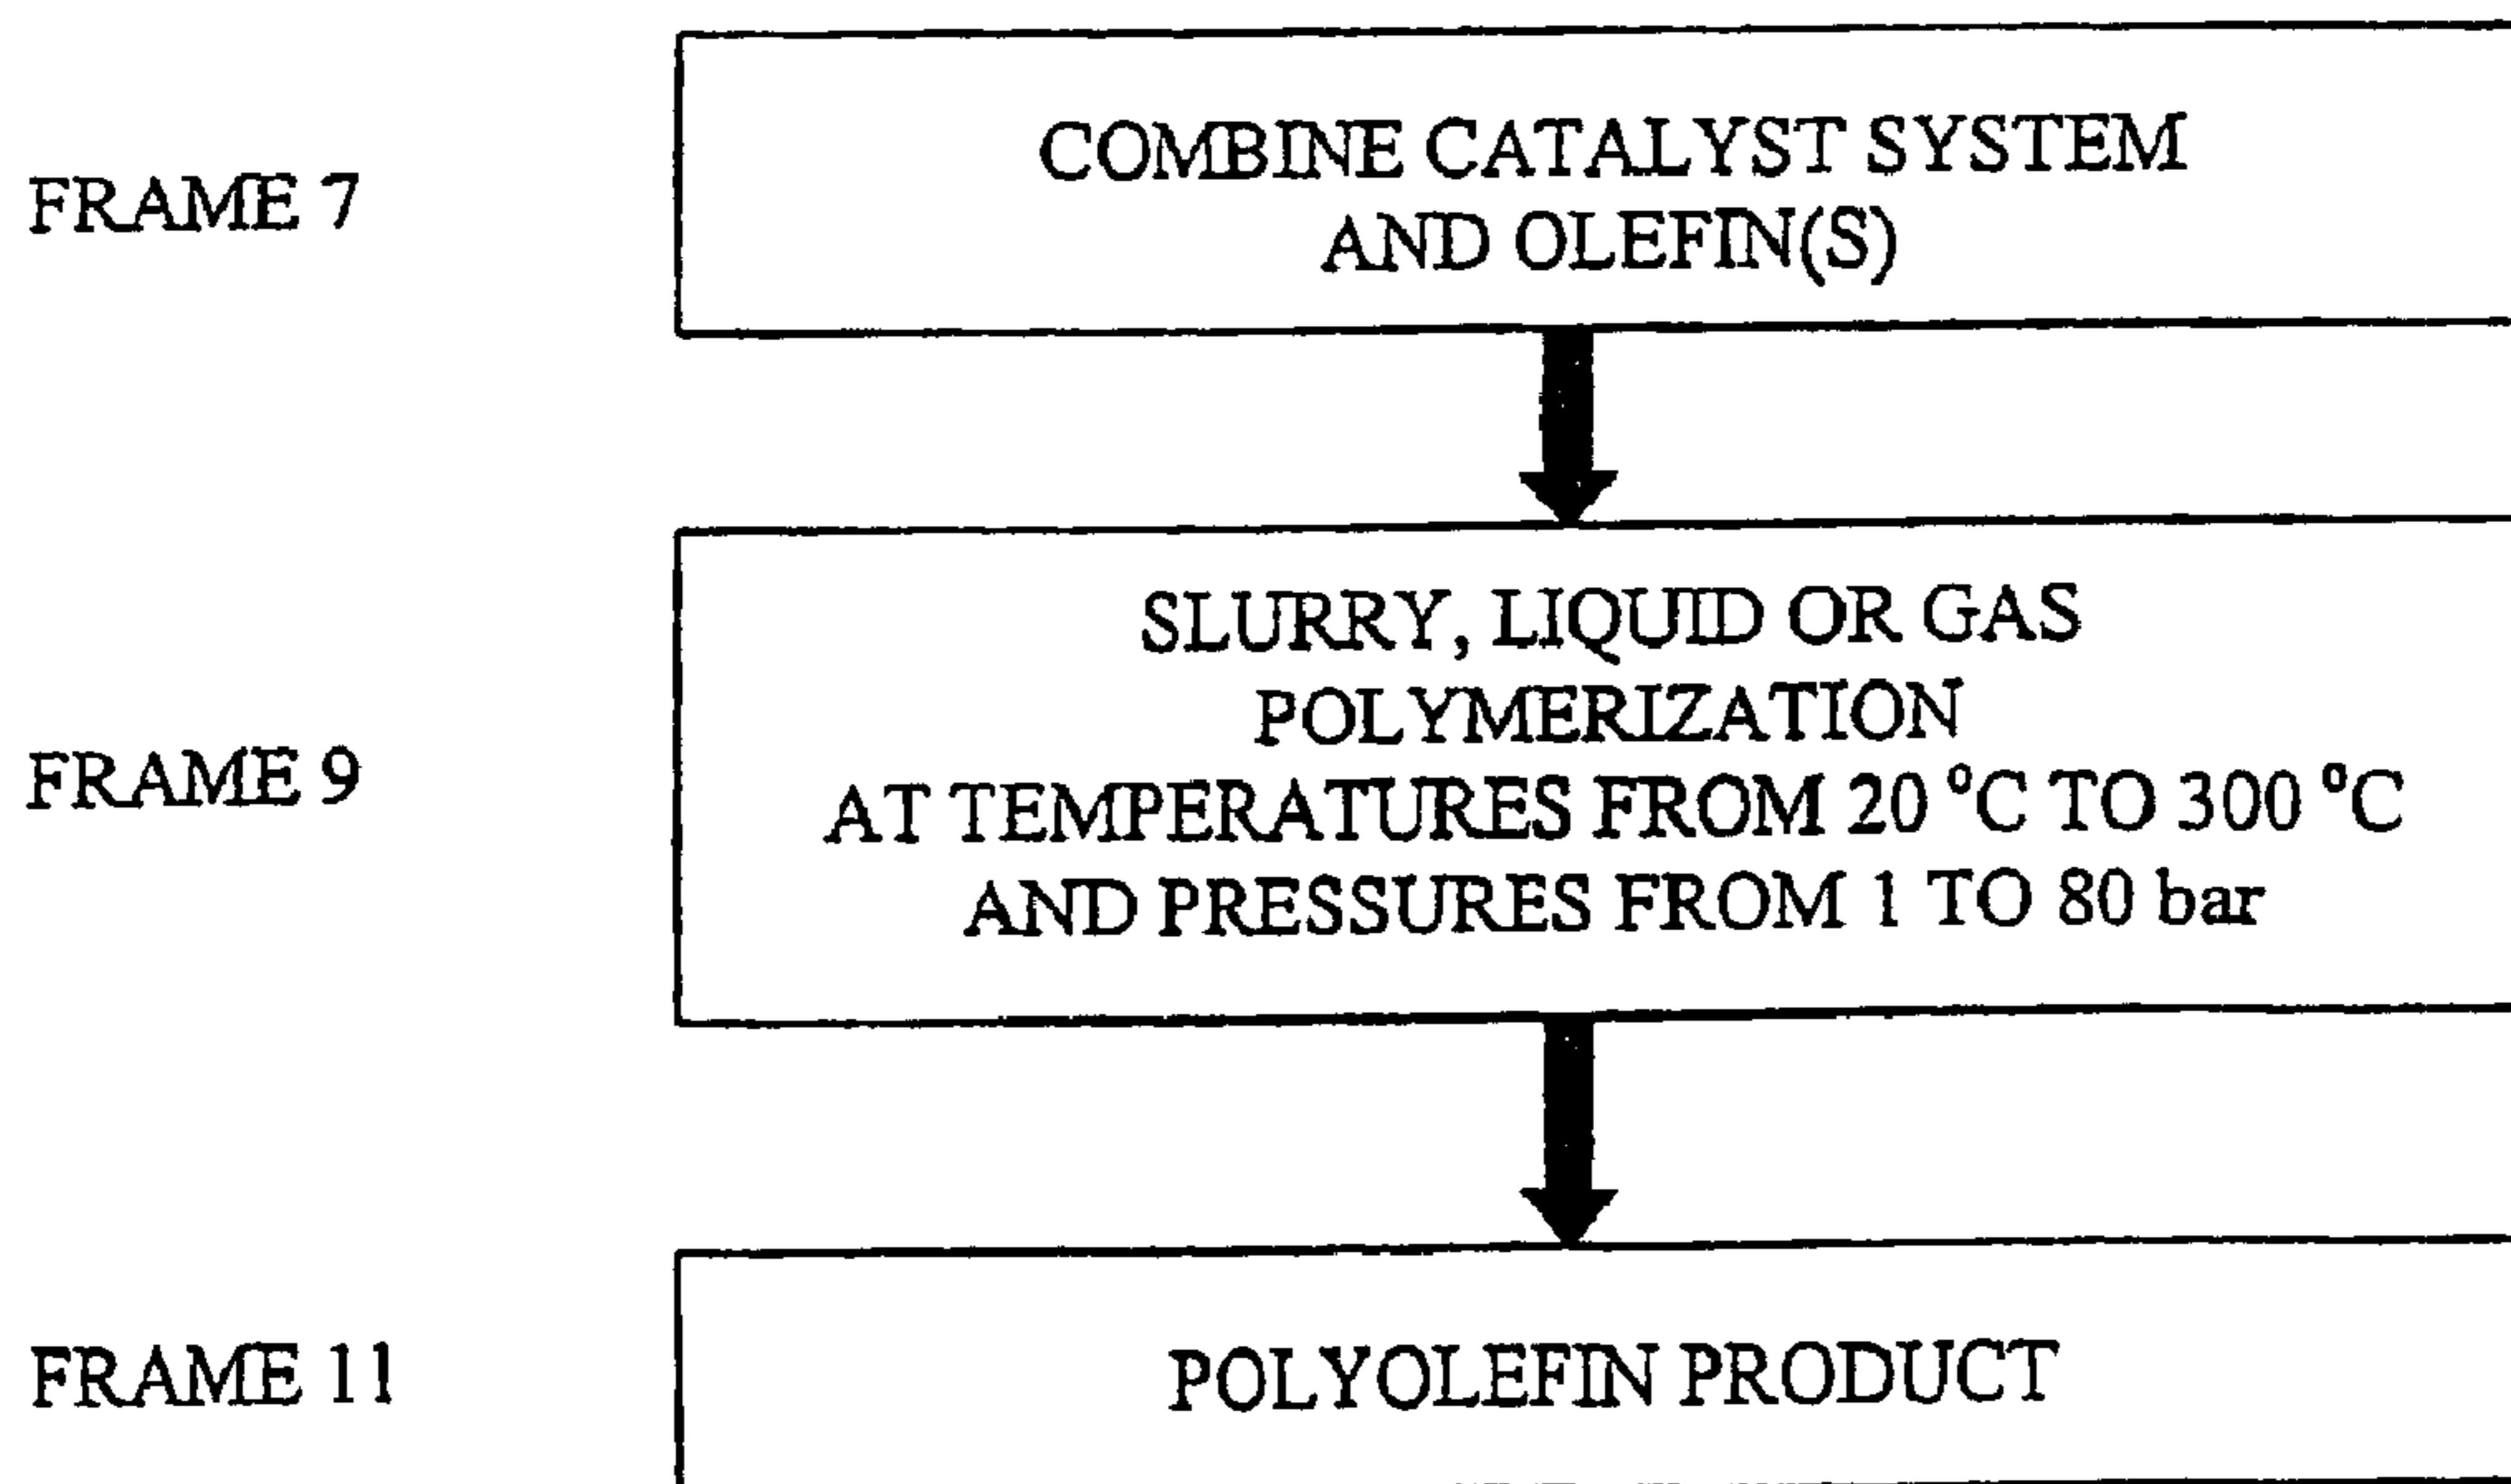 FRAME 7
COMBINE CATALYST SYSTEM
AND OLEFIN(S)
FRAME 9
SLURRY, LIQUID OR GAS
POLYMERIZATION
AT TEMPERATURES FROM 20 °C TO 300 °C
AND PRESSURES FROM 1 TO 80 bar
FRAME 11
POLYOLEFIN PRODUCT